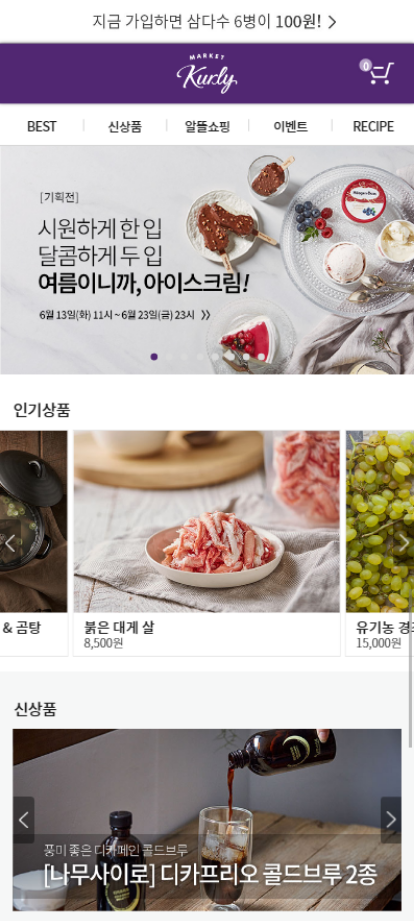 지금 가입하면 삼다수 6병이 100원! >
MARKET
Kurly
0
BEST 신상품 알뜰쇼핑 이벤트 RECIPE
[기획전]
시원하게 한 입
달콤하게 두 입
여름이니까, 아이스크림!
6월 13일(화) 11시 ~ 6월 23일(금) 23시 >>
Häagen-Dazs
인기상품
& 곰탕 붉은 대게 살 유기농 경조
8,500원 15,000원
신상품
풍미 좋은 디카페인 콜드브루
[나무사이로] 디카프리오 콜드브루 2종